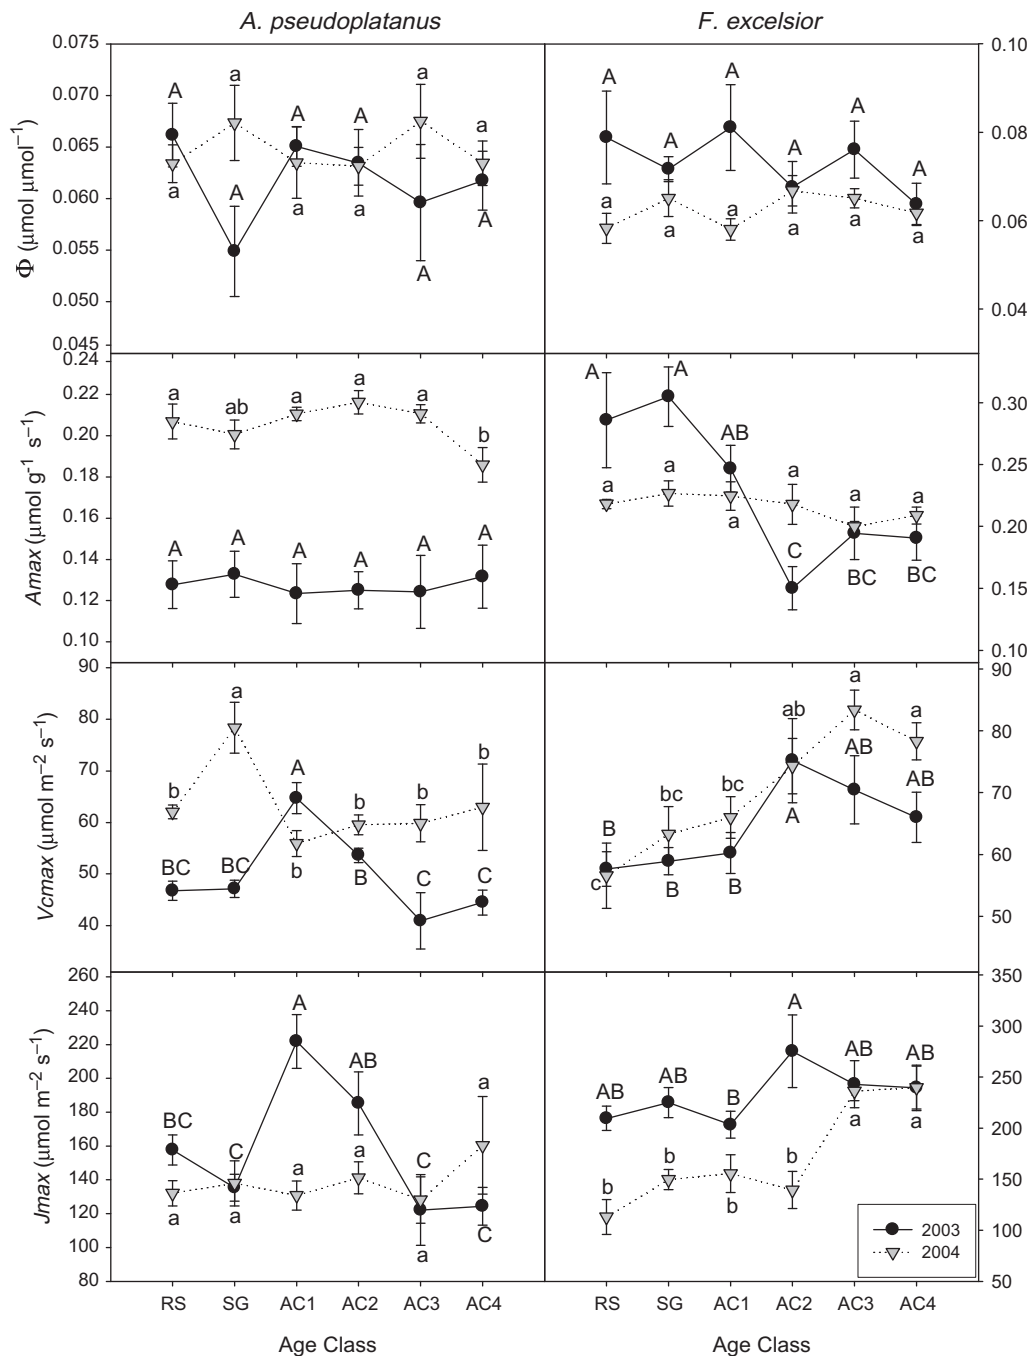 A. pseudoplatanus
F. excelsior
Φ (µmol µmol⁻¹)
0.075
0.070
0.065
0.060
0.055
0.050
0.045
A a A A a a
a A a a A A
A A A A A A
a a a a a a
0.10
0.08
0.06
0.04
Amax (µmol g⁻¹ s⁻¹)
0.24
0.22
0.20
0.18
0.16
0.14
0.12
0.10
a ab a a a b
A A A A A A
A A AB a a a
a a a C BC BC
0.30
0.25
0.20
0.15
0.10
Vcmax (µmol m⁻² s⁻¹)
90
80
70
60
50
40
b a A b b b
BC BC b B C C
B bc bc ab a a
c B B A AB AB
90
80
70
60
50
Jmax (µmol m⁻² s⁻¹)
260
240
220
200
180
160
140
120
100
80
BC C A AB C a
a a a a a C
AB AB B A AB AB
b b b b a a
350
300
250
200
150
100
50
2003
2004
RS SG AC1 AC2 AC3 AC4
RS SG AC1 AC2 AC3 AC4
Age Class
Age Class